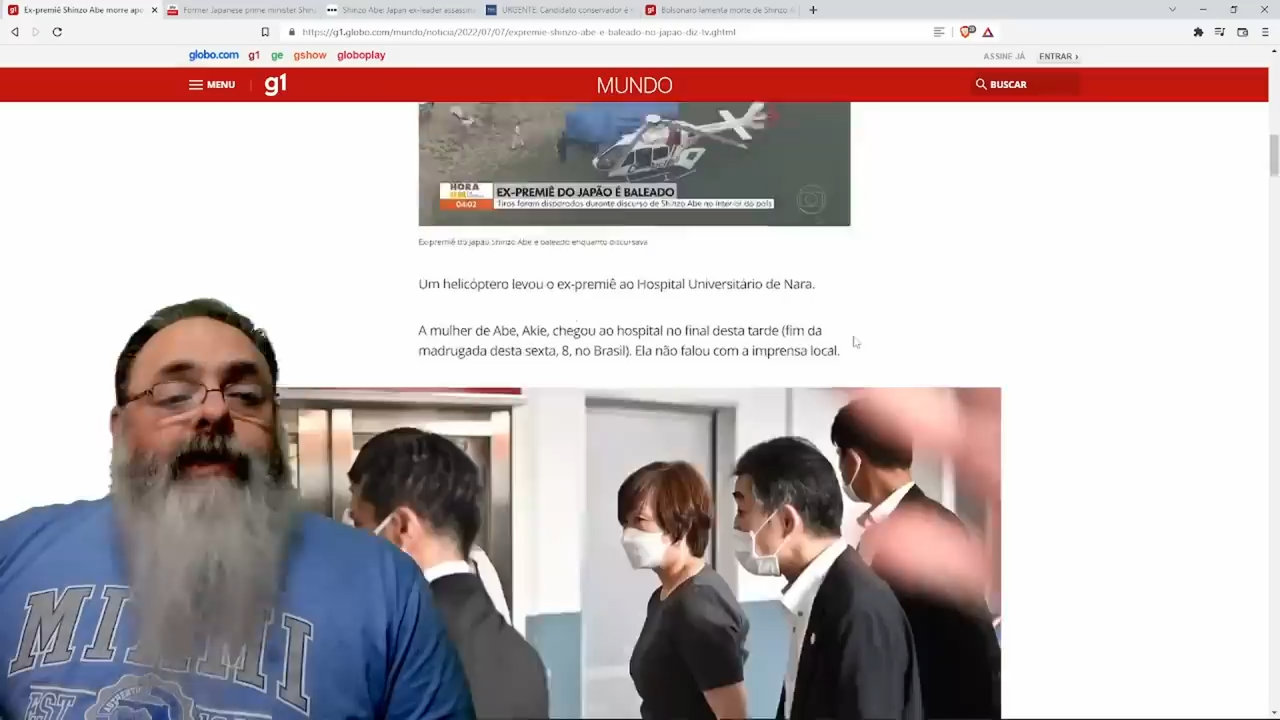 Ex-premiê Shinzo Abe morre apó
Former Japanese prime minister Shin
Shinzo Abe: Japan ex-leader assassin
URGENTE: Candidato conservador é
Bolsonaro lamenta morte de Shinzo A
https://g1.globo.com/mundo/noticia/2022/07/07/expremie-shinzo-abe-e-baleado-no-japao-diz-tv.ghtml
globo.com g1 ge gshow globoplay
ASSINE JÁ ENTRAR ›
MENU g1 MUNDO BUSCAR
HORA
04:02
EX-PREMIÊ DO JAPÃO É BALEADO
Tiros foram disparados durante discurso de Shinzo Abe no interior do país
Ex-premiê do Japão Shinzo Abe é baleado enquanto discursava
Um helicóptero levou o ex-premiê ao Hospital Universitário de Nara.
A mulher de Abe, Akie, chegou ao hospital no final desta tarde (fim da
madrugada desta sexta, 8, no Brasil). Ela não falou com a imprensa local.
MIAMI
EST